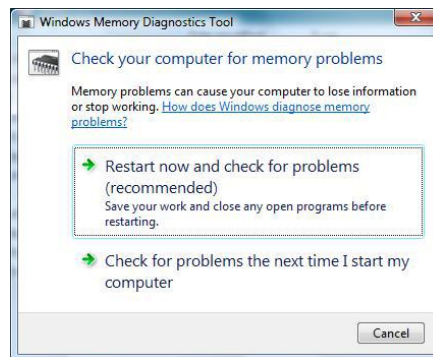 Windows Memory Diagnostics Tool
Check your computer for memory problems
Memory problems can cause your computer to lose information
or stop working. How does Windows diagnose memory
problems?
Restart now and check for problems
(recommended)
Save your work and close any open programs before
restarting.
Check for problems the next time I start my
computer
Cancel